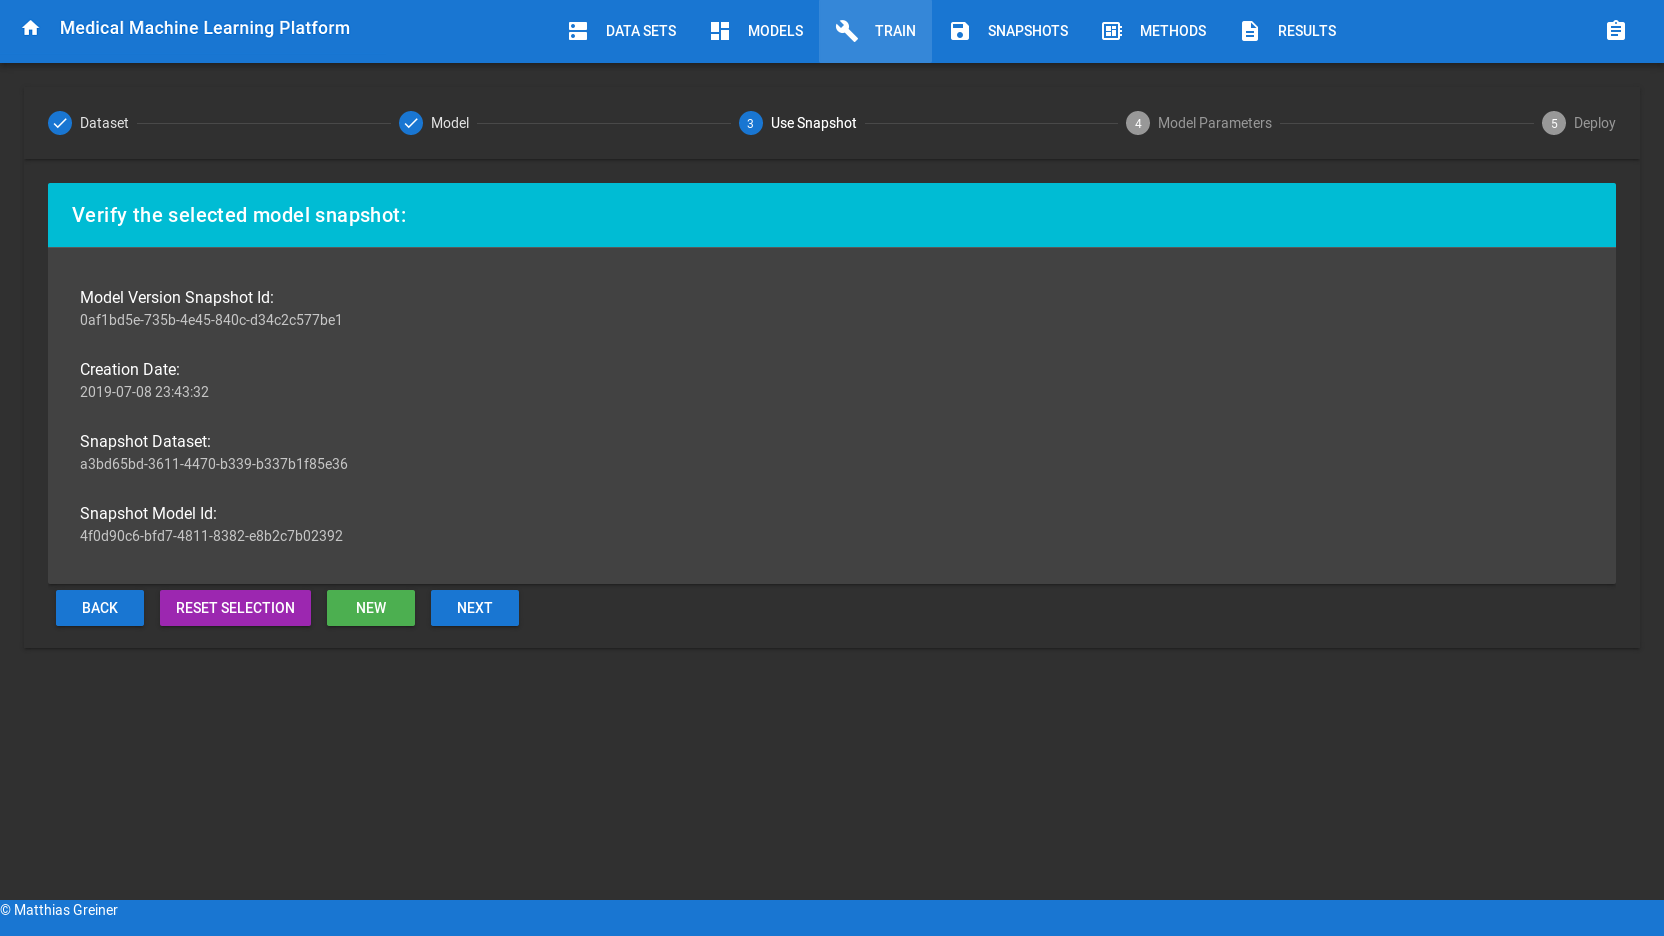 Medical Machine Learning Platform
DATA SETS
MODELS
TRAIN
SNAPSHOTS
METHODS
RESULTS
Dataset
Model
3 Use Snapshot
4 Model Parameters
5 Deploy
Verify the selected model snapshot:
Model Version Snapshot Id:
0af1bd5e-735b-4e45-840c-d34c2c577be1
Creation Date:
2019-07-08 23:43:32
Snapshot Dataset:
a3bd65bd-3611-4470-b339-b337b1f85e36
Snapshot Model Id:
4f0d90c6-bfd7-4811-8382-e8b2c7b02392
BACK
RESET SELECTION
NEW
NEXT
© Matthias Greiner